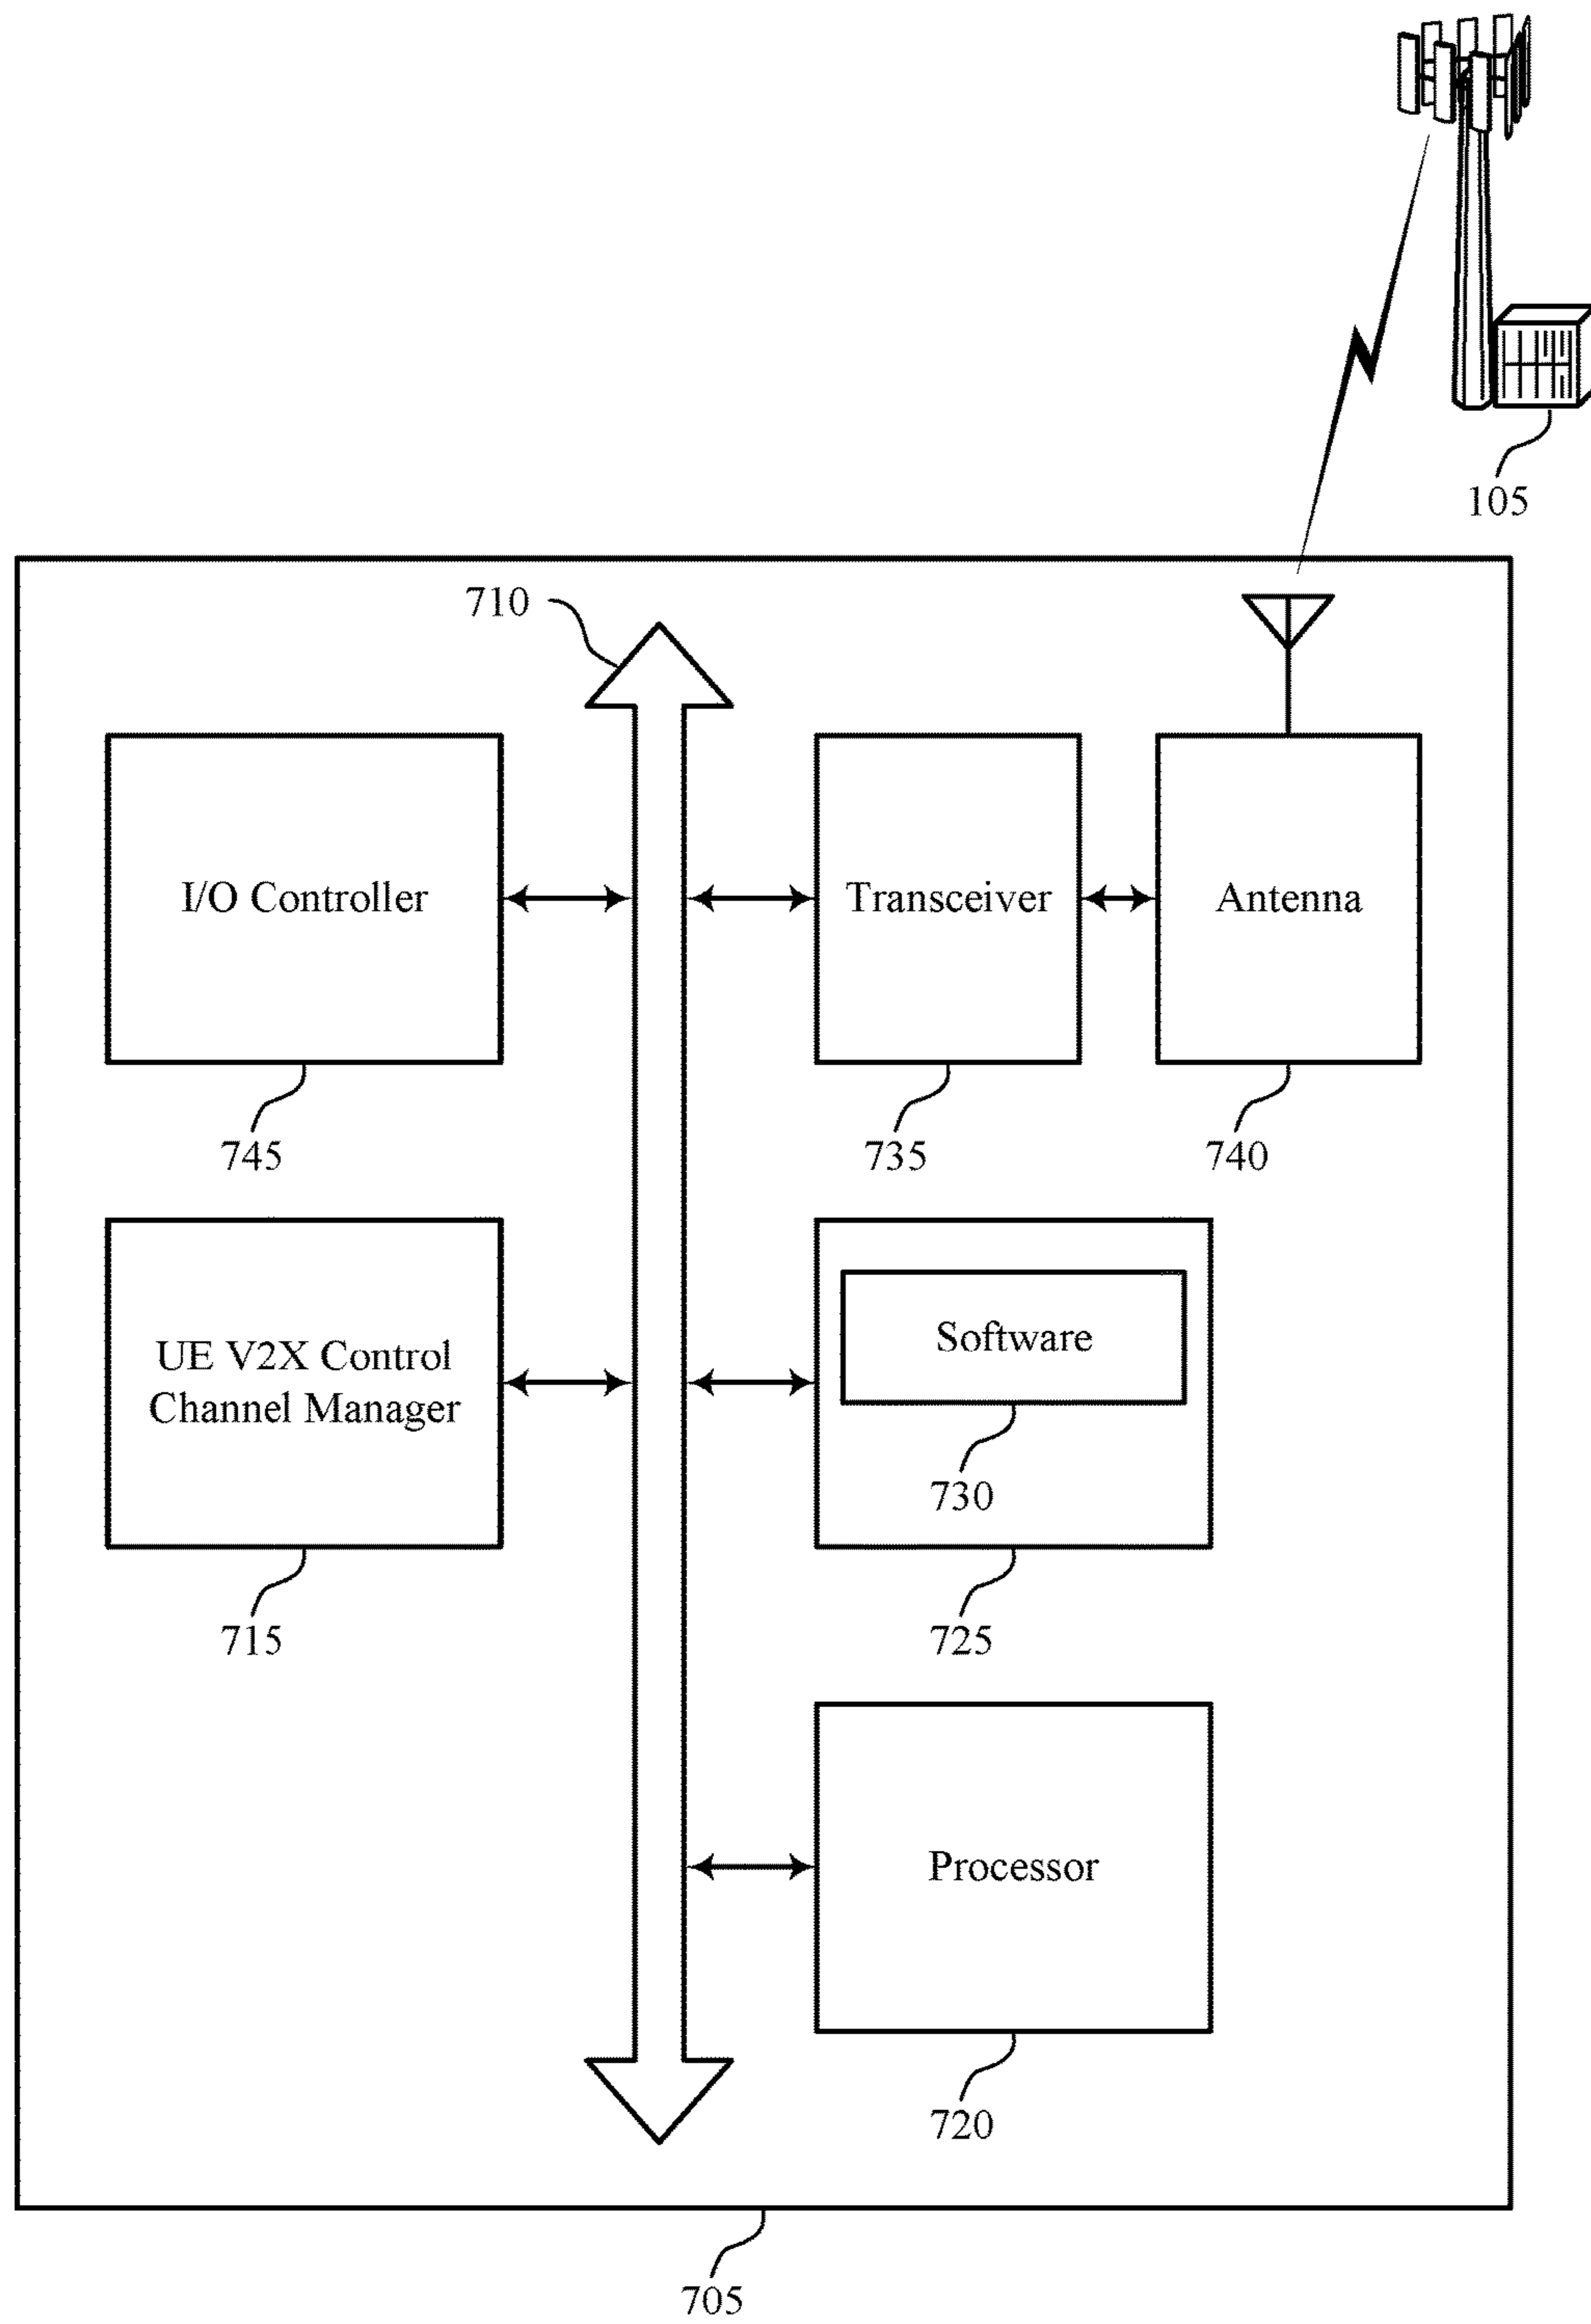 105
710
I/O Controller
Transceiver
Antenna
745
735
740
UE V2X Control
Channel Manager
Software
730
715
725
Processor
720
705